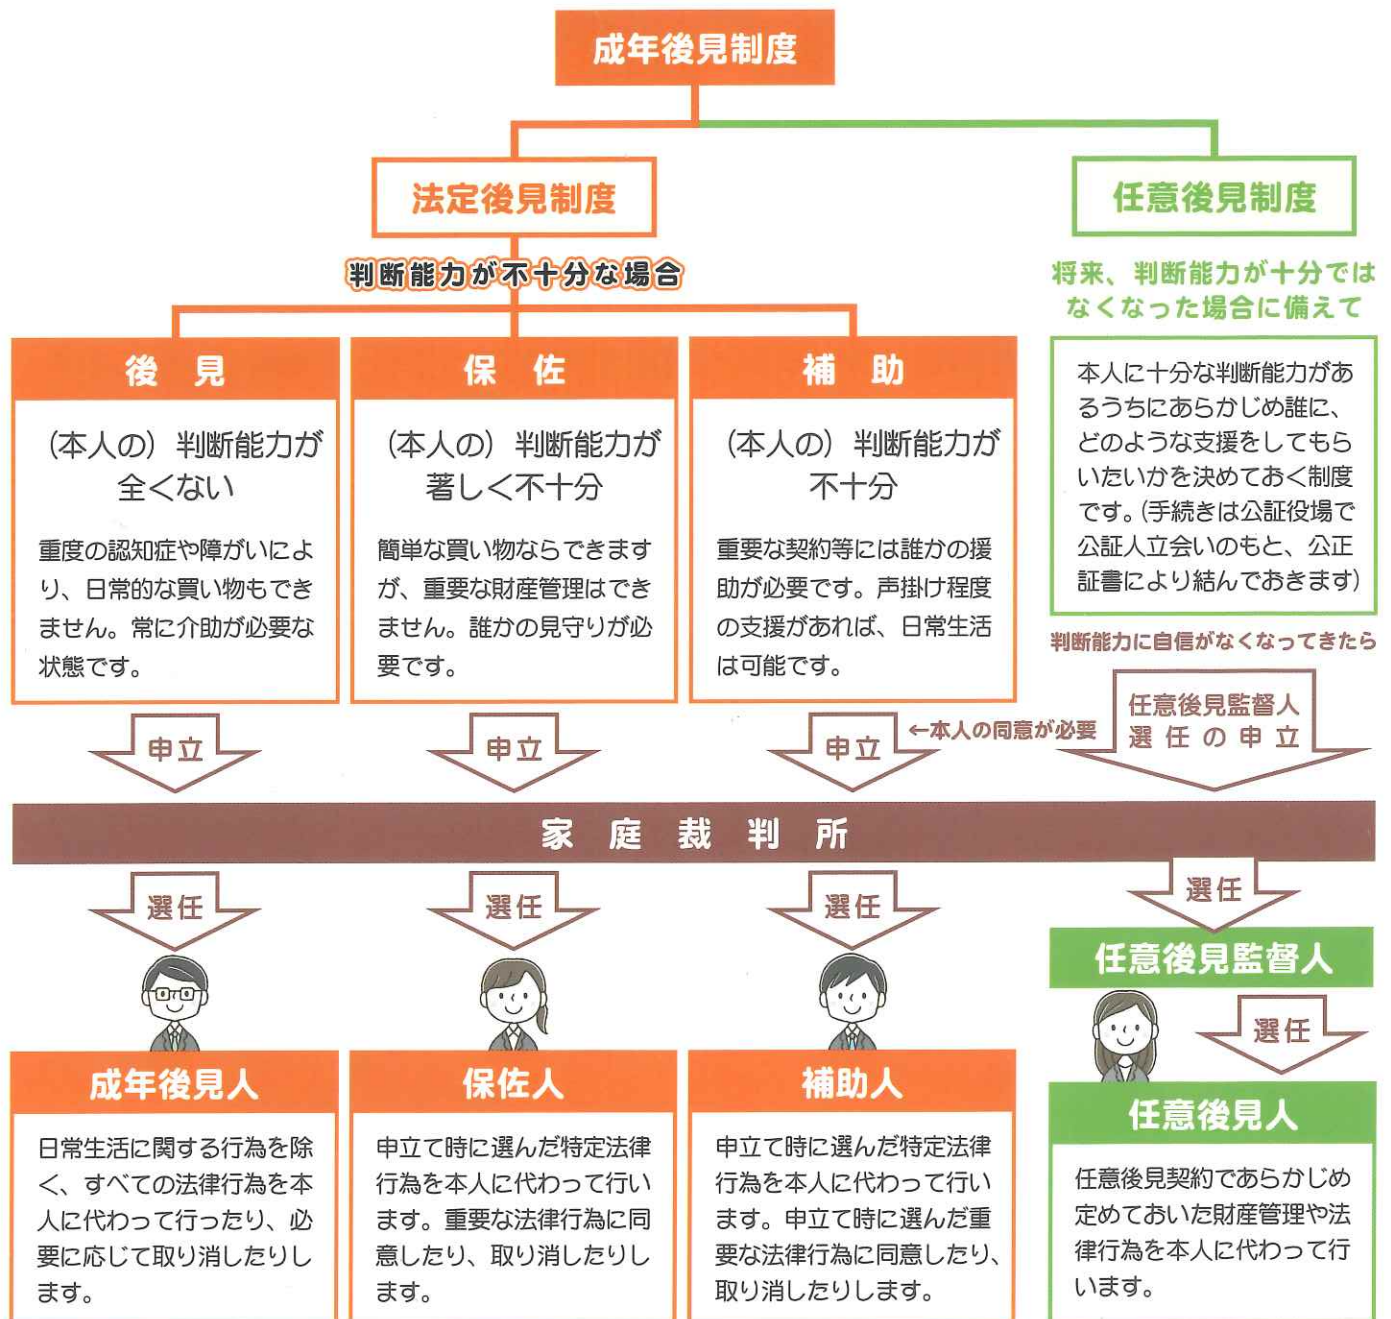 成年後見制度
法定後見制度
任意後見制度
判断能力が不十分な場合
将来、判断能力が十分では
なくなった場合に備えて
後見
(本人の)判断能力が
全くない
重度の認知症や障がいによ
り、日常的な買い物もでき
ません。常に介助が必要な
状態です。
保佐
(本人の)判断能力が
著しく不十分
簡単な買い物ならできます
が、重要な財産管理はでき
ません。誰かの見守りが必
要です。
補助
(本人の)判断能力が
不十分
重要な契約等には誰かの援
助が必要です。声掛け程度
の支援があれば、日常生活
は可能です。
本人に十分な判断能力があ
るうちにあらかじめ誰に、
どのような支援をしてもら
いたいかを決めておく制度
です。(手続きは公証役場で
公証人立会いのもと、公正
証書により結んでおきます)
判断能力に自信がなくなってきたら
申立
申立
申立
←本人の同意が必要
任意後見監督人
選任の申立
家庭裁判所
選任
選任
選任
選任
任意後見監督人
選任
成年後見人
日常生活に関する行為を除
く、すべての法律行為を本
人に代わって行ったり、必
要に応じて取り消したりし
ます。
保佐人
申立て時に選んだ特定法律
行為を本人に代わって行い
ます。重要な法律行為に同
意したり、取り消したりし
ます。
補助人
申立て時に選んだ特定法律
行為を本人に代わって行い
ます。申立て時に選んだ重
要な法律行為に同意したり、
取り消したりします。
任意後見人
任意後見契約であらかじめ
定めておいた財産管理や法
律行為を本人に代わって行
います。